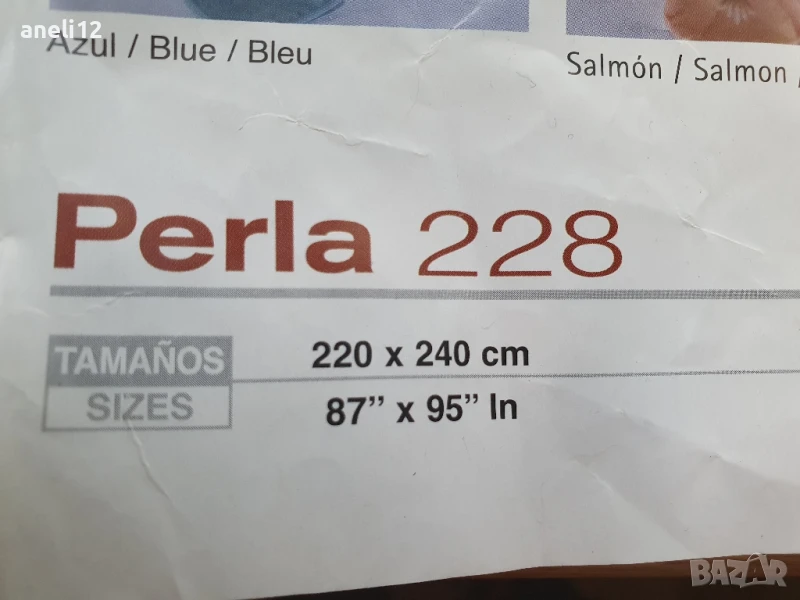 aneli12
Azul / Blue / Bleu
Salmón / Salmon /
Perla 228
TAMAÑOS 220 x 240 cm
SIZES 87” x 95” In
BAZAR